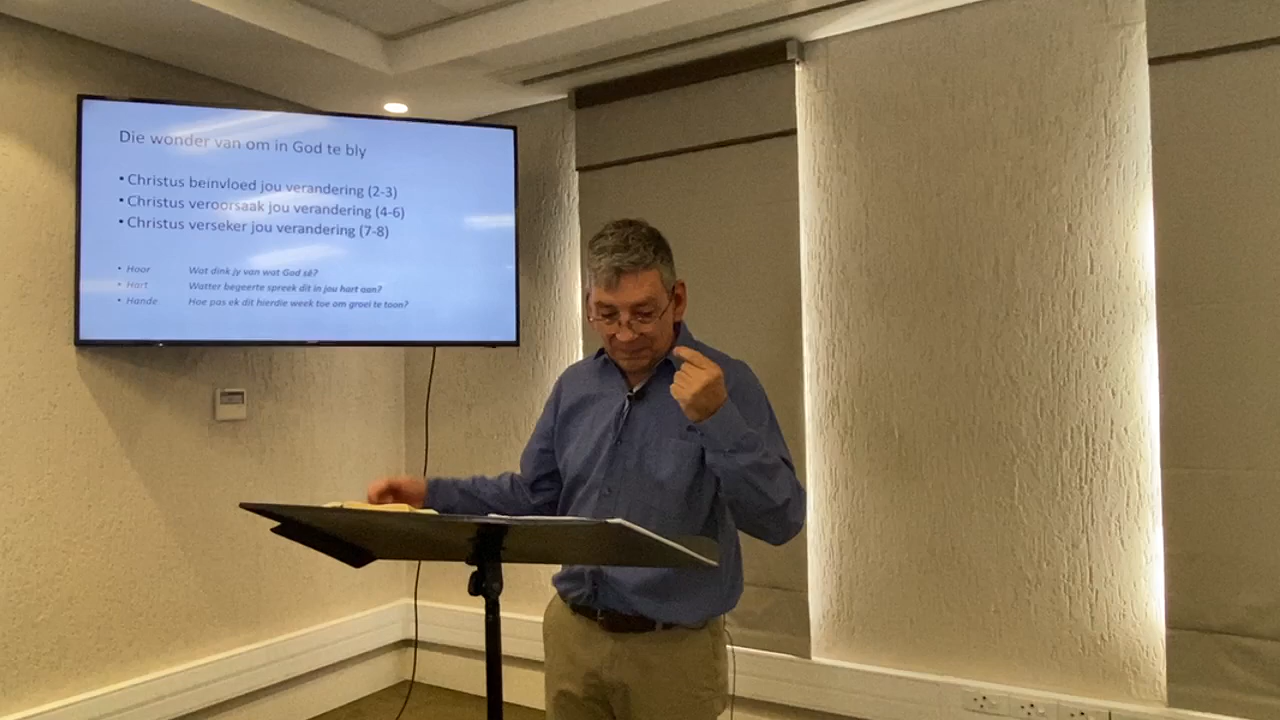 Die wonder van om in God te bly
• Christus beïnvloed jou verandering (2-3)
• Christus veroorsaak jou verandering (4-6)
• Christus verseker jou verandering (7-8)
• Hoor Wat dink jy van wat God sê?
• Hart Watter begeerte spreek dit in jou hart aan?
• Hande Hoe pas ek dit hierdie week toe om groei te toon?